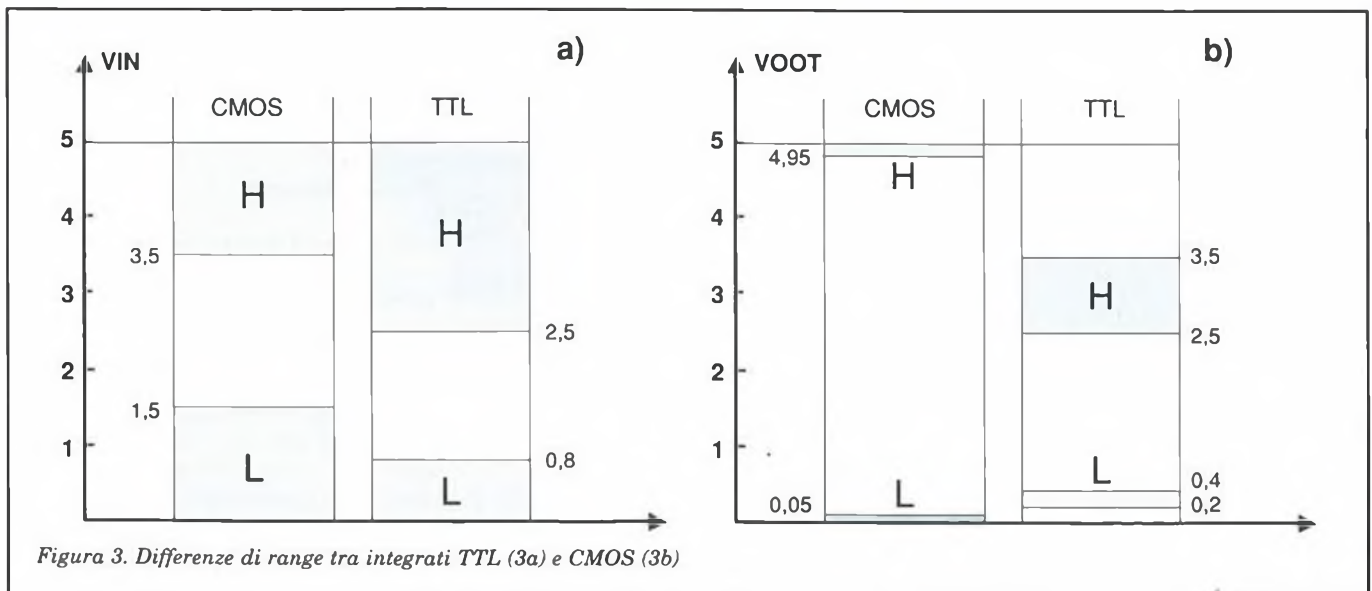 VIN
a)
CMOS
TTL
5
H
H
4
3,5
3
2,5
2
1,5
1
0,8
L
L
VOOT
b)
CMOS
TTL
5
4,95
H
4
3,5
3
H
2,5
2
1
L
0,4
L
0,2
0,05
Figura 3. Differenze di range tra integrati TTL (3a) e CMOS (3b)